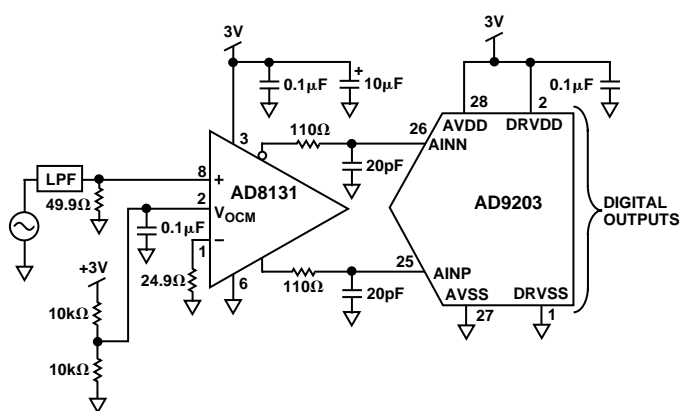 3V
3V
0.1µF
+
10µF
0.1µF
3
28
2
110Ω
26
AVDD
DRVDD
AINN
LPF
8
+
AD8131
20pF
49.9Ω
2
VOCM
AD9203
DIGITAL
OUTPUTS
0.1µF
1
−
25
AINP
+3V
24.9Ω
6
110Ω
20pF
AVSS
DRVSS
10kΩ
27
1
10kΩ